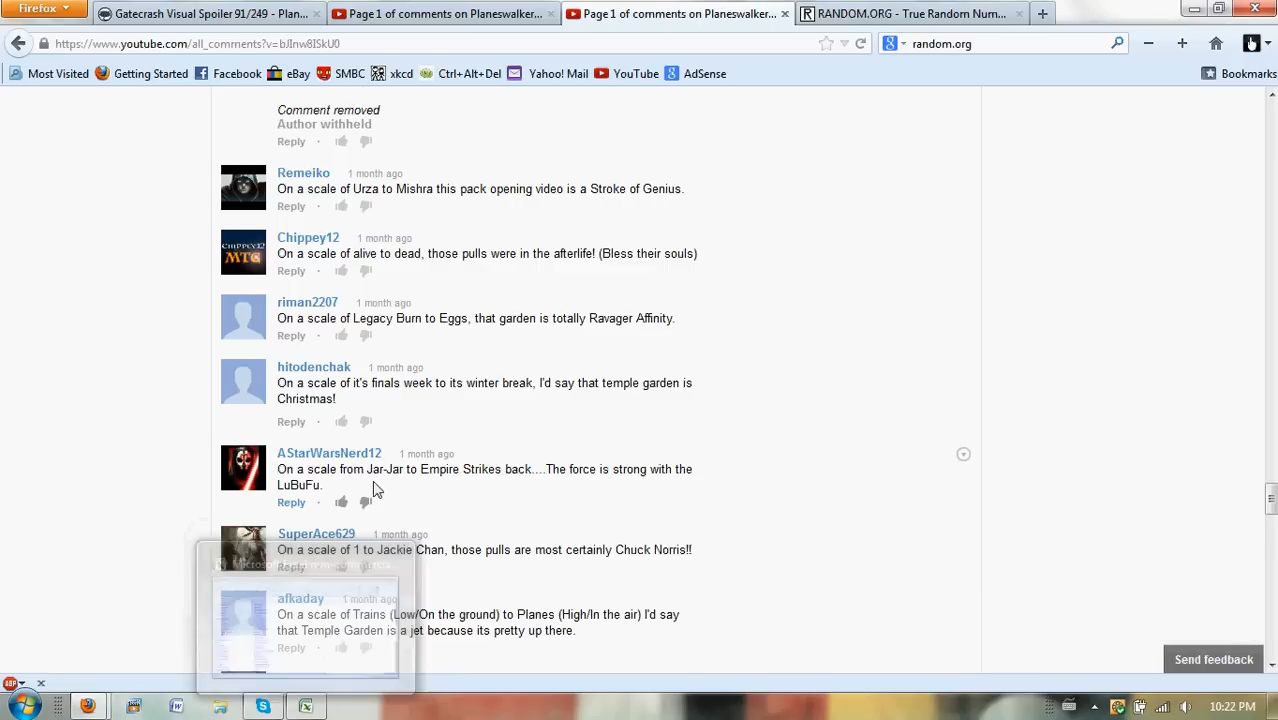 Firefox
Gatecrash Visual Spoiler 91/249 - Plan...
Page 1 of comments on Planeswalker...
Page 1 of comments on Planeswalker...
RANDOM.ORG - True Random Num...
https://www.youtube.com/all_comments?v=bJInw8ISkU0
random.org
Most Visited
Getting Started
Facebook
eBay
SMBC
xkcd
Ctrl+Alt+Del
Yahoo! Mail
YouTube
AdSense
Bookmarks
Comment removed
Author withheld
Reply
Remeiko 1 month ago
On a scale of Urza to Mishra this pack opening video is a Stroke of Genius.
Reply
CHIPPEY12
MTG
Chippey12 1 month ago
On a scale of alive to dead, those pulls were in the afterlife! (Bless their souls)
Reply
riman2207 1 month ago
On a scale of Legacy Burn to Eggs, that garden is totally Ravager Affinity.
Reply
hitodenchak 1 month ago
On a scale of it's finals week to its winter break, I'd say that temple garden is
Christmas!
Reply
AStarWarsNerd12 1 month ago
On a scale from Jar-Jar to Empire Strikes back....The force is strong with the
LuBuFu.
Reply
SuperAce629 1 month ago
On a scale of 1 to Jackie Chan, those pulls are most certainly Chuck Norris!!
Reply
afkaday 1 month ago
On a scale of Trains (Low/On the ground) to Planes (High/In the air) I'd say
that Temple Garden is a jet because its pretty up there.
Reply
Send feedback
ABP
10:22 PM